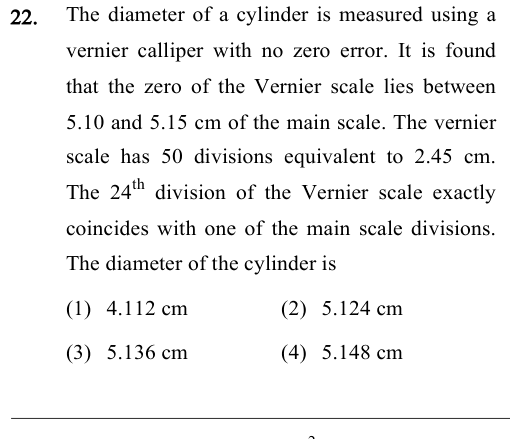 22. The diameter of a cylinder is measured using a
vernier calliper with no zero error. It is found
that the zero of the Vernier scale lies between
5.10 and 5.15 cm of the main scale. The vernier
scale has 50 divisions equivalent to 2.45 cm.
The 24th division of the Vernier scale exactly
coincides with one of the main scale divisions.
The diameter of the cylinder is
(1) 4.112 cm (2) 5.124 cm
(3) 5.136 cm (4) 5.148 cm